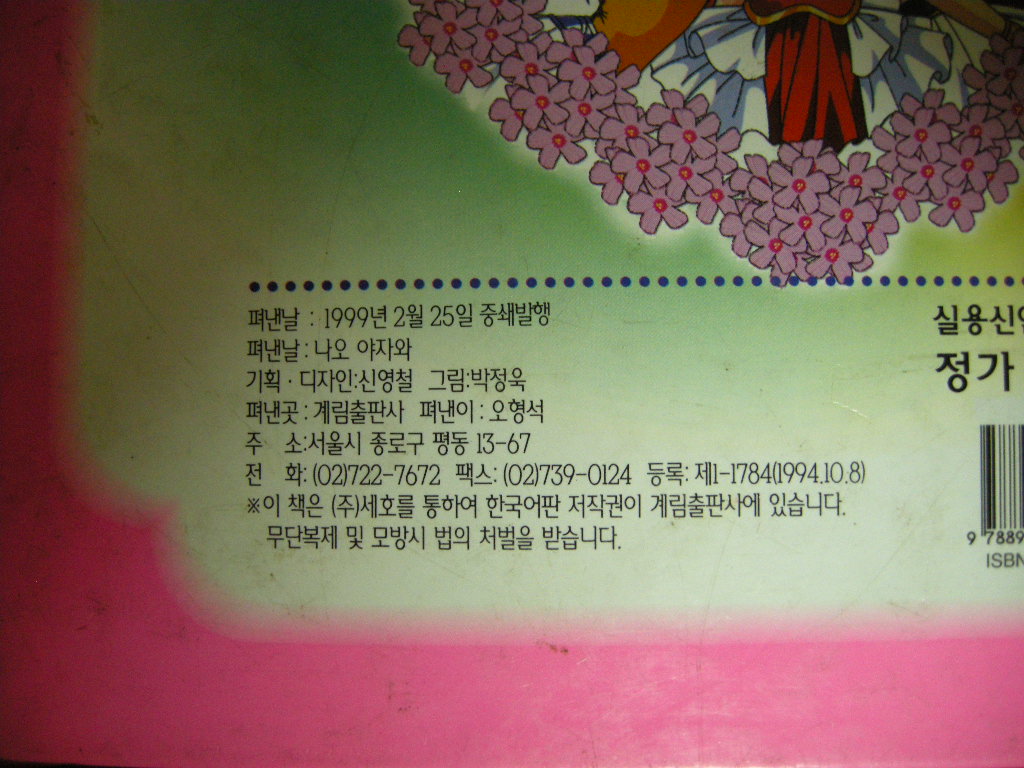 펴낸날 : 1999년 2월 25일 중쇄발행
펴낸날 : 나오 야자와
기획 · 디자인:신영철 그림:박정욱
펴낸곳 : 계림출판사 펴낸이 : 오형석
주 소:서울시 종로구 평동 13-67
전 화: (02)722-7672 팩스: (02)739-0124 등록: 제1-1784(1994.10.8)
※이 책은 (주)세호를 통하여 한국어판 저작권이 계림출판사에 있습니다.
무단복제 및 모방시 법의 처벌을 받습니다.
실용신
정가
9 7889
ISBN